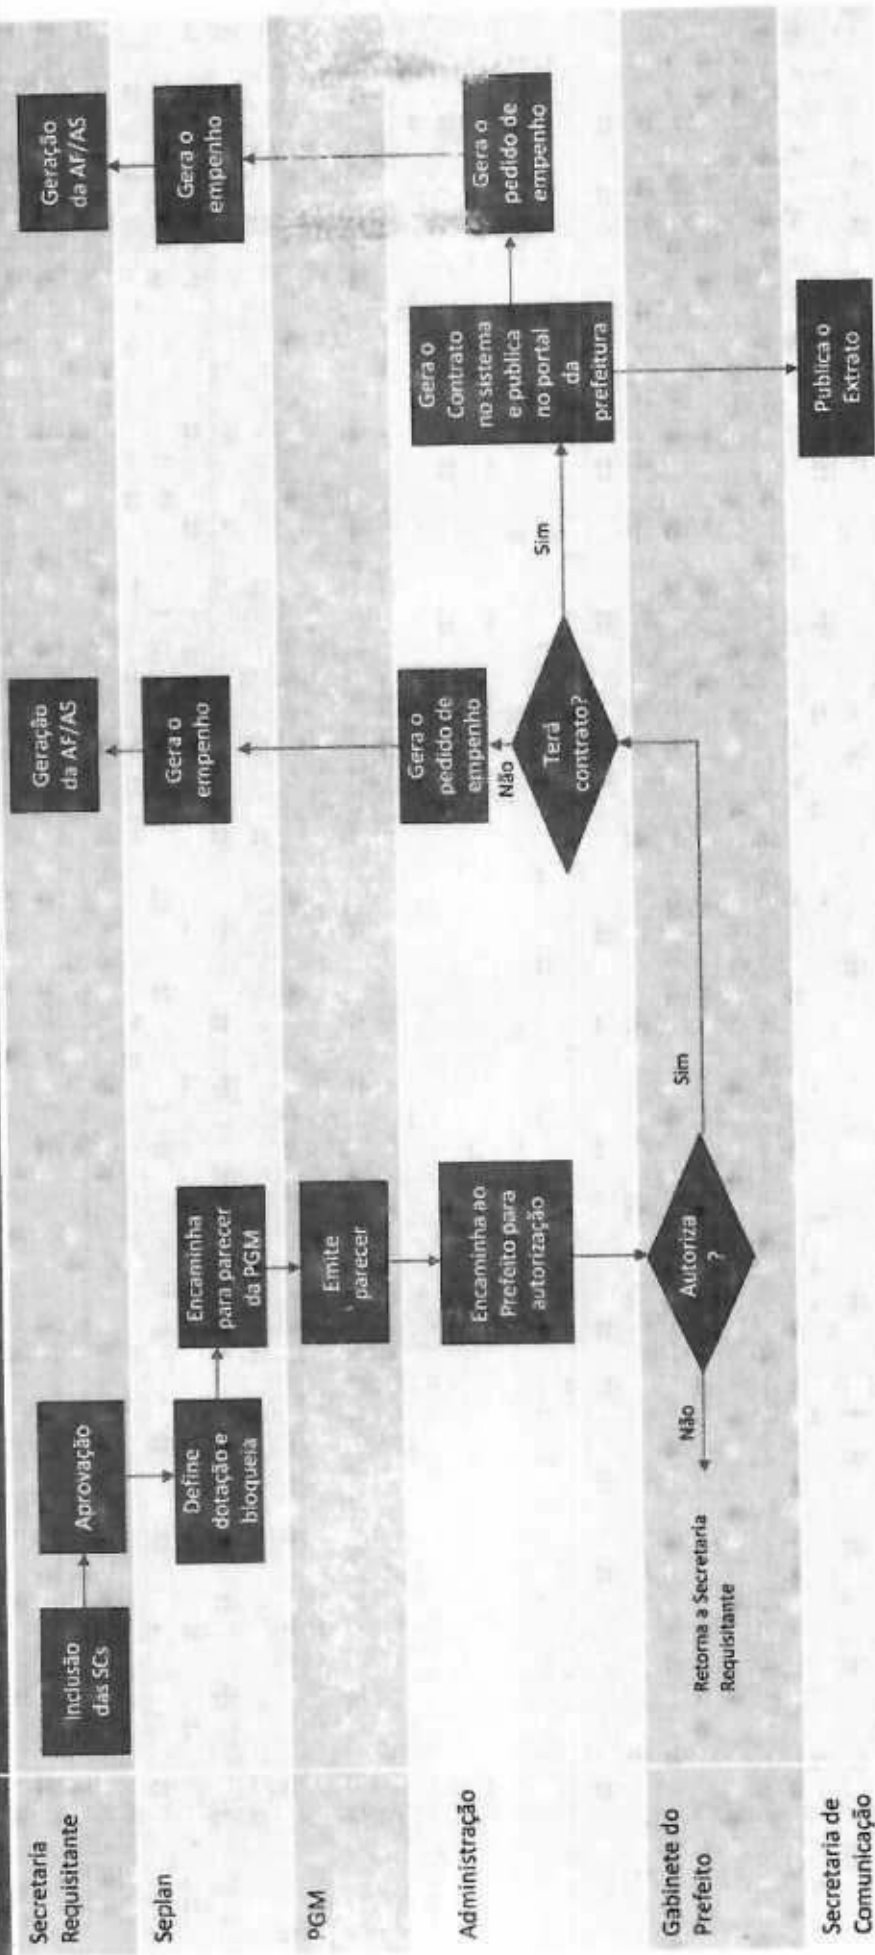 Secretaria
Requisitante
Inclusão
das SCs
Aprovação
Geração
da AF/AS
Geração
da AF/AS
Seplan
Define
dotação e
bloqueia
Encaminha
para parecer
da PGM
Gera o
empenho
Gera o
empenho
PGM
Emite
parecer
Administração
Encaminha ao
Prefeito para
autorização
Gera o
pedido de
empenho
Não
Terá
contrato?
Sim
Gera o
Contrato
no sistema
e publica
no portal
da
prefeitura
Gera o
pedido de
empenho
Gabinete do
Prefeito
Retorna a Secretaria
Requisitante
Não
Autoriza
?
Sim
Secretaria de
Comunicação
Publica o
Extrato